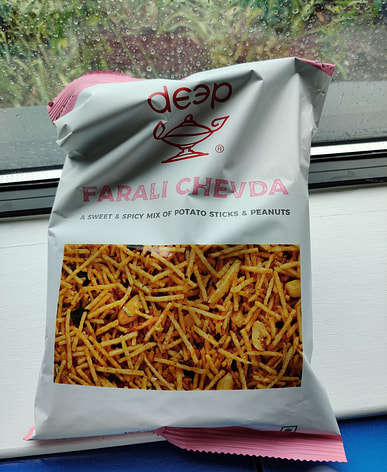 deep
®
FARALI CHEVDA
A SWEET & SPICY MIX OF POTATO STICKS & PEANUTS